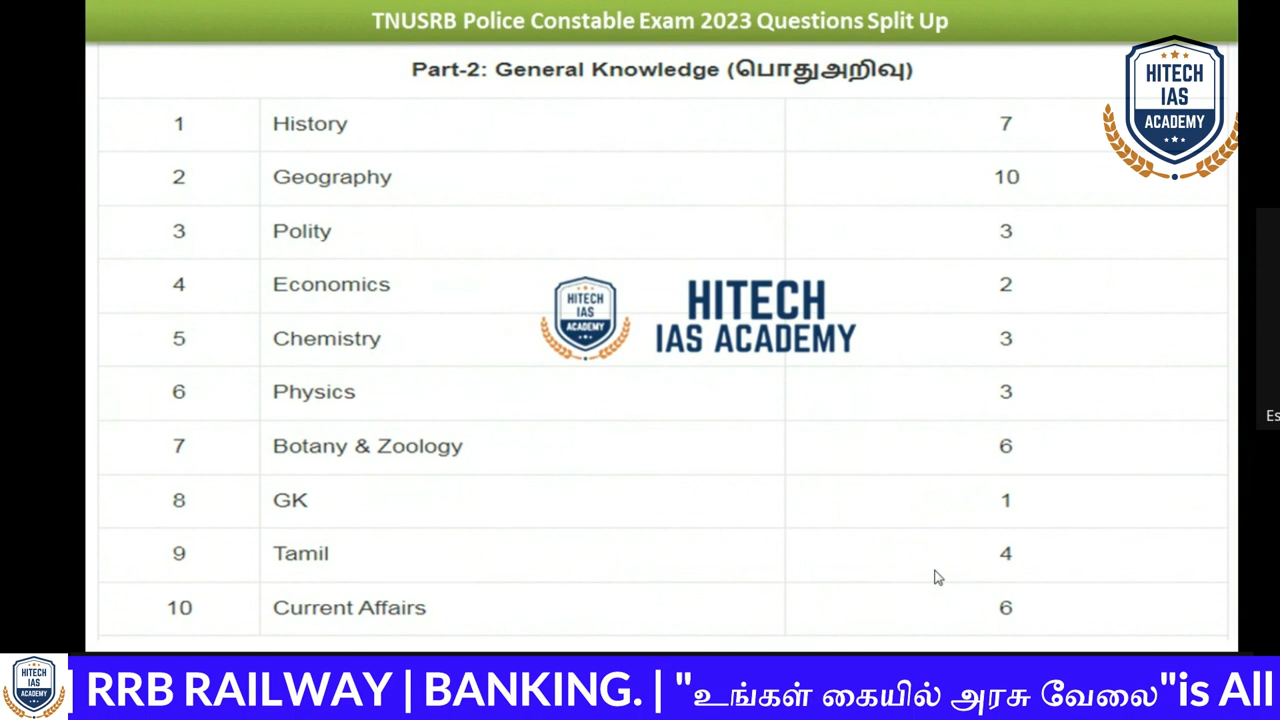 TNUSRB Police Constable Exam 2023 Questions Split Up
Part-2: General Knowledge (பொதுஅறிவு)
HITECH
IAS
ACADEMY
1 History 7
2 Geography 10
3 Polity 3
4 Economics 2
HITECH
IAS
ACADEMY
HITECH
IAS ACADEMY
5 Chemistry 3
6 Physics 3
Es
7 Botany & Zoology 6
8 GK 1
9 Tamil 4
10 Current Affairs 6
HITECH
IAS
ACADEMY
| RRB RAILWAY | BANKING. | "உங்கள் கையில் அரசு வேலை"is All